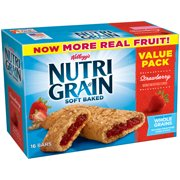 NOW MORE REAL FRUIT!
Kellogg's
NUTRI
GRAIN
SOFT BAKED
VALUE
PACK
Strawberry
WHOLE
GRAINS
16 BARS